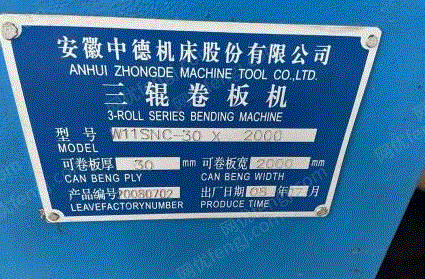 安徽中德机床股份有限公司
ANHUI ZHONGDE MACHINE TOOL CO.,LTD.
三辊卷板机
3-ROLL SERIES BENDING MACHINE
型号 W11SNC-30 X 2000
MODEL
可卷板厚 30 mm 可卷板宽 2000 mm
CAN BENG PLY CAN BENG WIDTH
产品编号 20080702 出厂日期 08 年 月
LEAVEFACTORYNUMBER PRODUCE TIME